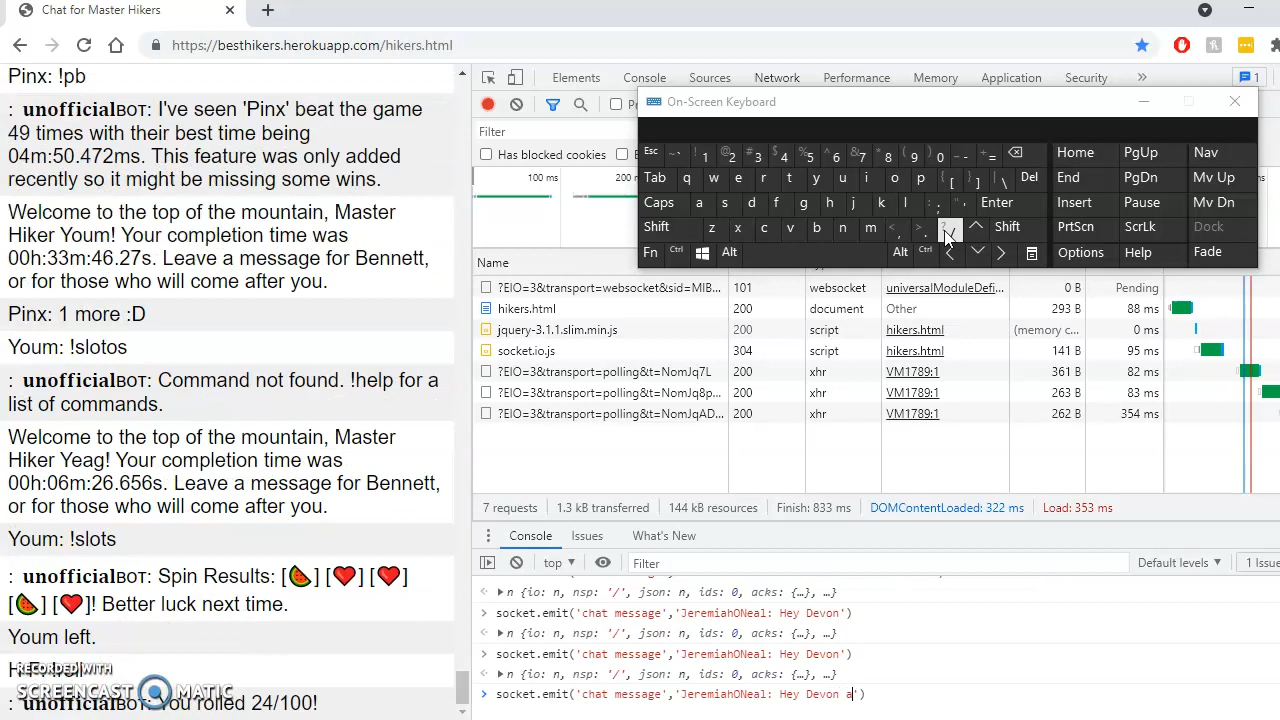 Chat for Master Hikers
https://besthikers.herokuapp.com/hikers.html
Pinx: !pb
: unofficialBOT: I've seen 'Pinx' beat the game
49 times with their best time being
04m:50.472ms. This feature was only added
recently so it might be missing some wins.
Welcome to the top of the mountain, Master
Hiker Youm! Your completion time was
00h:33m:46.27s. Leave a message for Bennett,
or for those who will come after you.
Pinx: 1 more :D
Youm: !slotos
: unofficialBOT: Command not found. !help for a
list of commands.
Welcome to the top of the mountain, Master
Hiker Yeag! Your completion time was
00h:06m:26.656s. Leave a message for Bennett,
or for those who will come after you.
Youm: !slots
: unofficialBOT: Spin Results: [🍉] [❤️] [❤️]
[🍉] [❤️]! Better luck next time.
Youm left.
RECORDED WITH
SCREENCAST MATIC
You rolled 24/100!
Elements Console Sources Network Performance Memory Application Security » 1
Filter
Has blocked cookies
100 ms
On-Screen Keyboard
Esc ~ ` ! 1 @ 2 # 3 $ 4 % 5 ^ 6 & 7 * 8 ( 9 ) 0 _ - + = Home PgUp Nav
Tab q w e r t y u i o p { [ } ] | \ Del End PgDn Mv Up
Caps a s d f g h j k l : ; " ' Enter Insert Pause Mv Dn
Shift z x c v b n m < , > . ? / Shift PrtScn ScrLk Dock
Fn Ctrl Alt Alt Ctrl Options Help Fade
Name
?EIO=3&transport=websocket&sid=MIB... 101 websocket universalModuleDefi... 0 B Pending
hikers.html 200 document Other 293 B 88 ms
jquery-3.1.1.slim.min.js 200 script hikers.html (memory c... 0 ms
socket.io.js 304 script hikers.html 141 B 95 ms
?EIO=3&transport=polling&t=NomJq7L 200 xhr VM1789:1 361 B 82 ms
?EIO=3&transport=polling&t=NomJq8p... 200 xhr VM1789:1 263 B 83 ms
?EIO=3&transport=polling&t=NomJqAD... 200 xhr VM1789:1 262 B 354 ms
7 requests 1.3 kB transferred 144 kB resources Finish: 833 ms DOMContentLoaded: 322 ms Load: 353 ms
Console Issues What's New
top Filter Default levels 1 Issue
n {io: n, nsp: '/', json: n, ids: 0, acks: {…}, …}
socket.emit('chat message','JeremiahONeal: Hey Devon')
n {io: n, nsp: '/', json: n, ids: 0, acks: {…}, …}
socket.emit('chat message','JeremiahONeal: Hey Devon')
n {io: n, nsp: '/', json: n, ids: 0, acks: {…}, …}
socket.emit('chat message','JeremiahONeal: Hey Devon a')